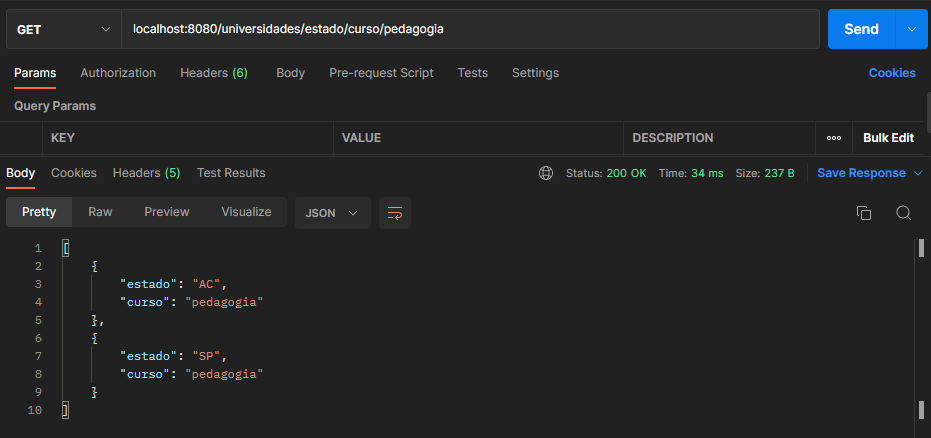 GET localhost:8080/universidades/estado/curso/pedagogia Send
Params Authorization Headers (6) Body Pre-request Script Tests Settings Cookies
Query Params
KEY VALUE DESCRIPTION ooo Bulk Edit
Body Cookies Headers (5) Test Results Status: 200 OK Time: 34 ms Size: 237 B Save Response
Pretty Raw Preview Visualize JSON
1 [
2 {
3 "estado": "AC",
4 "curso": "pedagogia"
5 },
6 {
7 "estado": "SP",
8 "curso": "pedagogia"
9 }
10 ]